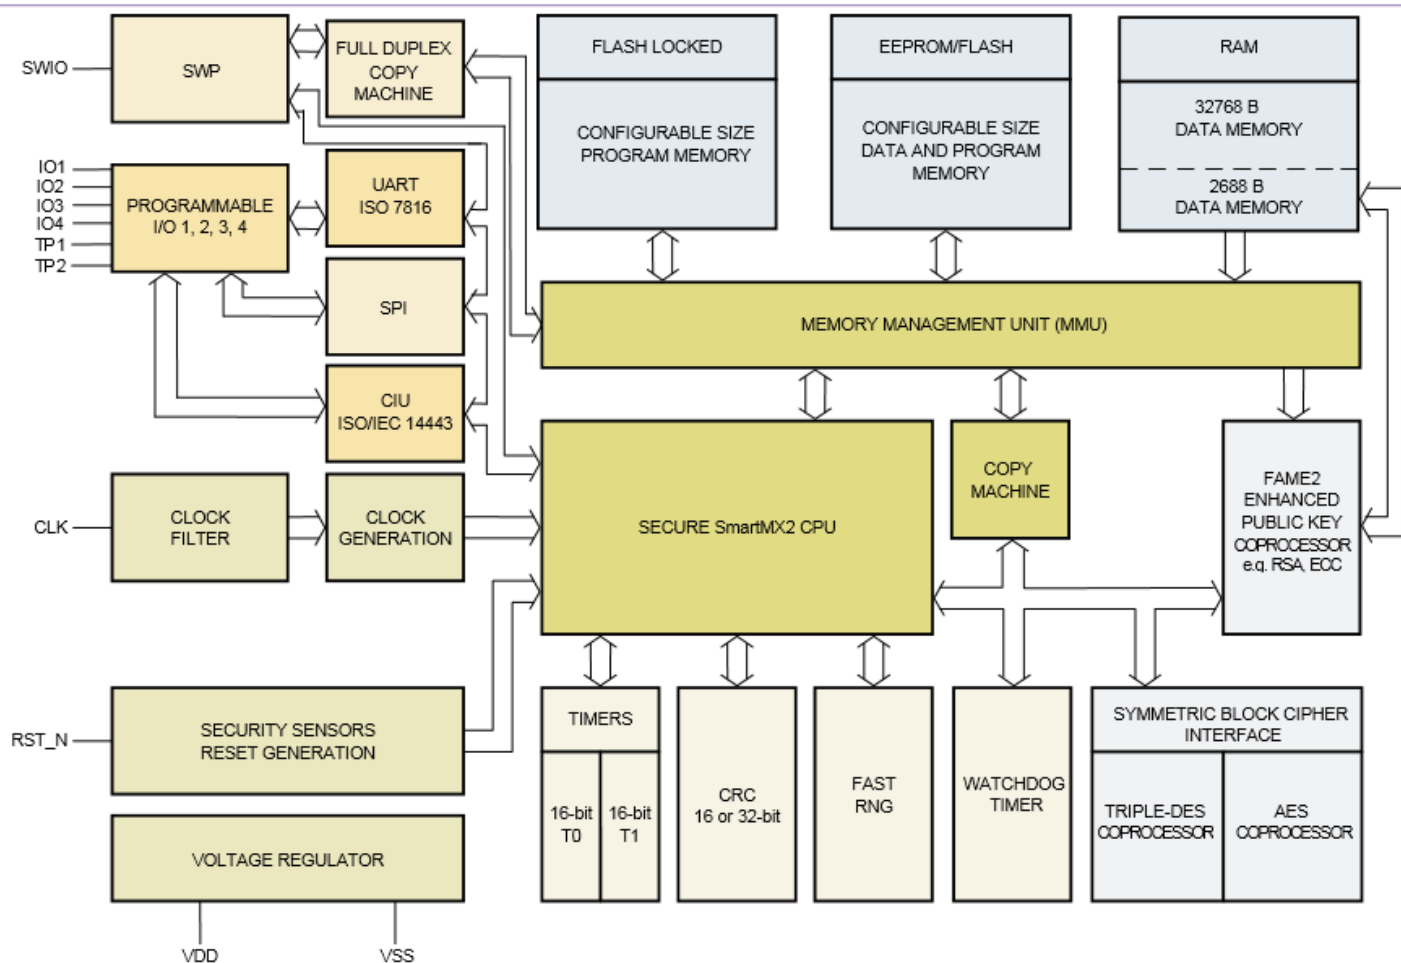 SWIO
SWP
FULL DUPLEX
COPY
MACHINE
FLASH LOCKED
CONFIGURABLE SIZE
PROGRAM MEMORY
EEPROM/FLASH
CONFIGURABLE SIZE
DATA AND PROGRAM
MEMORY
RAM
32768 B
DATA MEMORY
2688 B
DATA MEMORY
IO1
IO2
IO3
IO4
TP1
TP2
PROGRAMMABLE
I/O 1, 2, 3, 4
UART
ISO 7816
SPI
CIU
ISO/IEC 14443
MEMORY MANAGEMENT UNIT (MMU)
CLK
CLOCK
FILTER
CLOCK
GENERATION
SECURE SmartMX2 CPU
COPY
MACHINE
FAME2
ENHANCED
PUBLIC KEY
COPROCESSOR
e.g. RSA, ECC
RST_N
SECURITY SENSORS
RESET GENERATION
VOLTAGE REGULATOR
VDD
VSS
TIMERS
16-bit
T0
16-bit
T1
CRC
16 or 32-bit
FAST
RNG
WATCHDOG
TIMER
SYMMETRIC BLOCK CIPHER
INTERFACE
TRIPLE-DES
COPROCESSOR
AES
COPROCESSOR